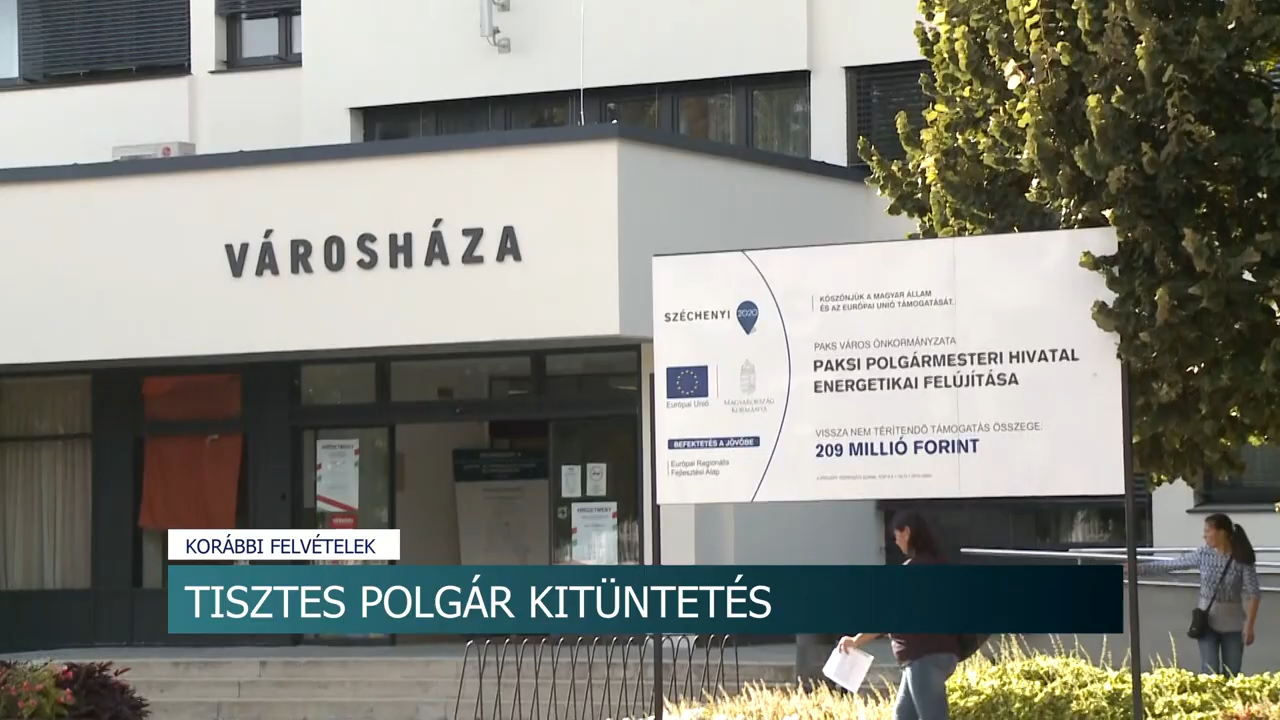 VÁROSHÁZA
SZÉCHENYI 2020
KÖSZÖNJÜK A MAGYAR ÁLLAM
ÉS AZ EURÓPAI UNIÓ TÁMOGATÁSÁT.
PAKS VÁROS ÖNKORMÁNYZATA
PAKSI POLGÁRMESTERI HIVATAL
ENERGETIKAI FELÚJÍTÁSA
Európai Unió
MAGYARORSZÁG
KORMÁNYA
VISSZA NEM TÉRÍTENDŐ TÁMOGATÁS ÖSSZEGE:
209 MILLIÓ FORINT
BEFEKTETÉS A JÖVŐBE
Európai Regionális
Fejlesztési Alap
HIRDETMÉNY
HIRDETMÉNY
KORÁBBI FELVÉTELEK
TISZTES POLGÁR KITÜNTETÉS